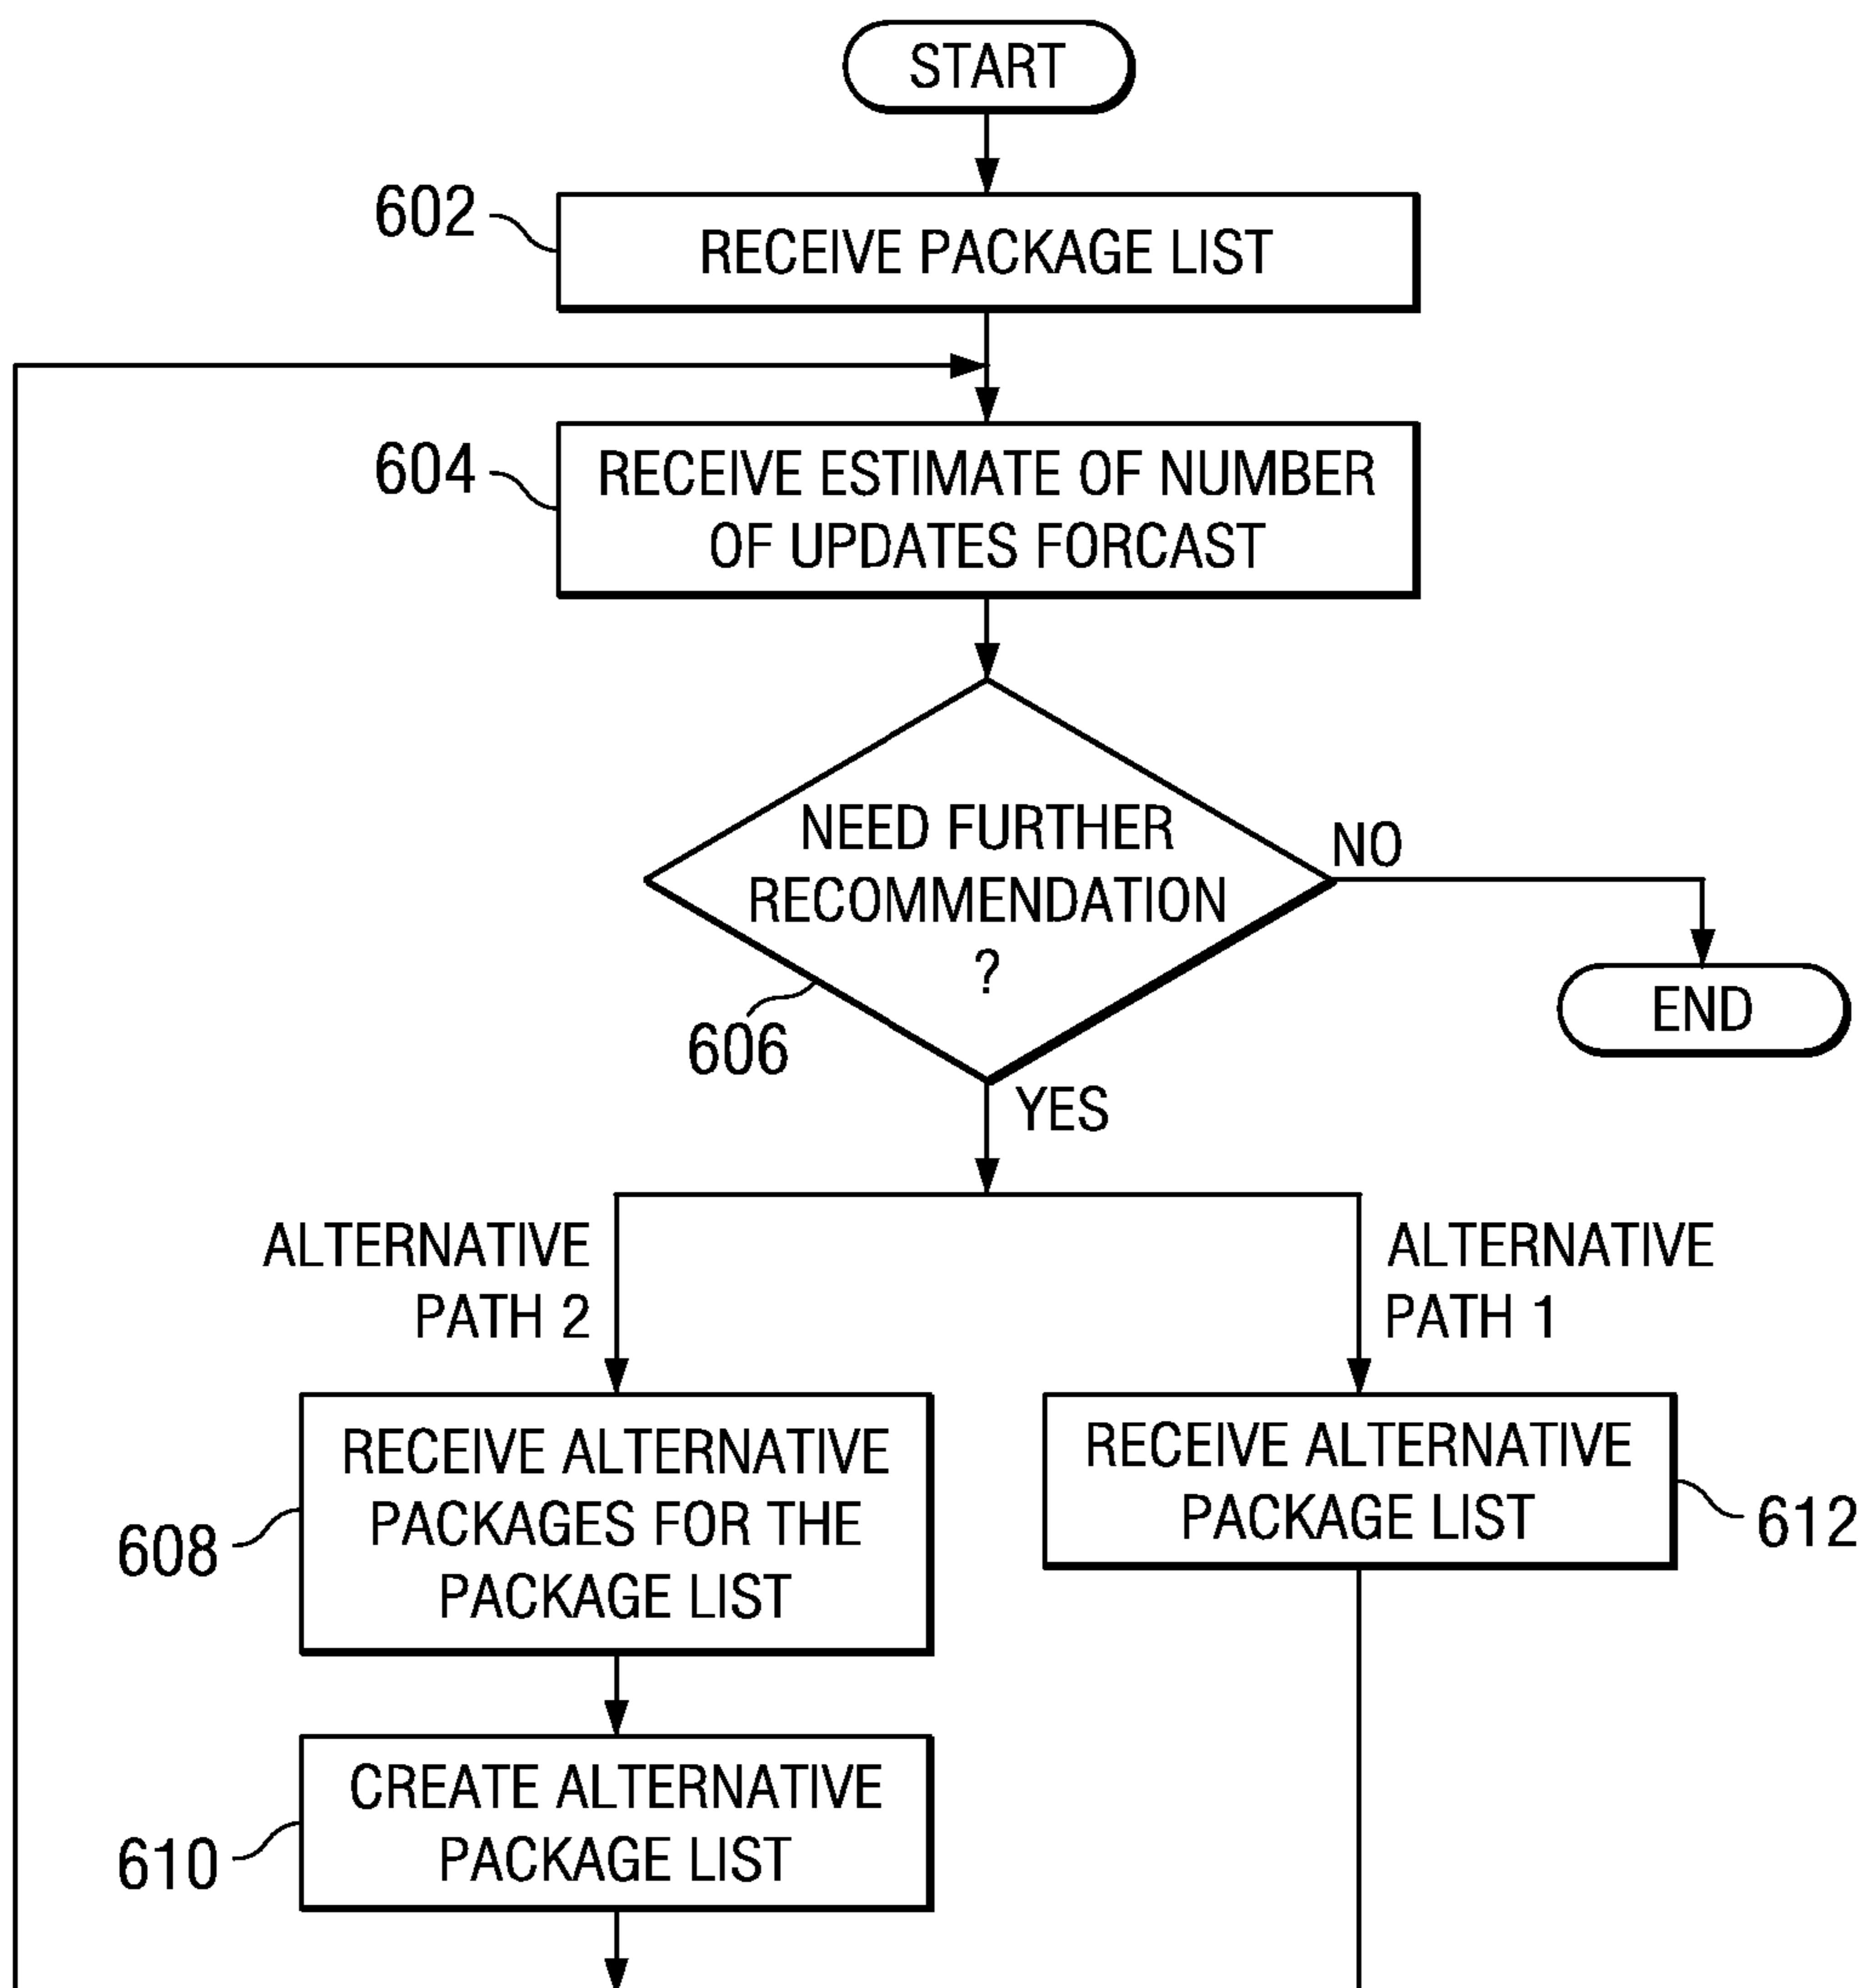 START
602
RECEIVE PACKAGE LIST
604
RECEIVE ESTIMATE OF NUMBER
OF UPDATES FORCAST
NEED FURTHER
RECOMMENDATION
?
NO
606
END
YES
ALTERNATIVE
PATH 2
ALTERNATIVE
PATH 1
608
RECEIVE ALTERNATIVE
PACKAGES FOR THE
PACKAGE LIST
RECEIVE ALTERNATIVE
PACKAGE LIST
612
610
CREATE ALTERNATIVE
PACKAGE LIST